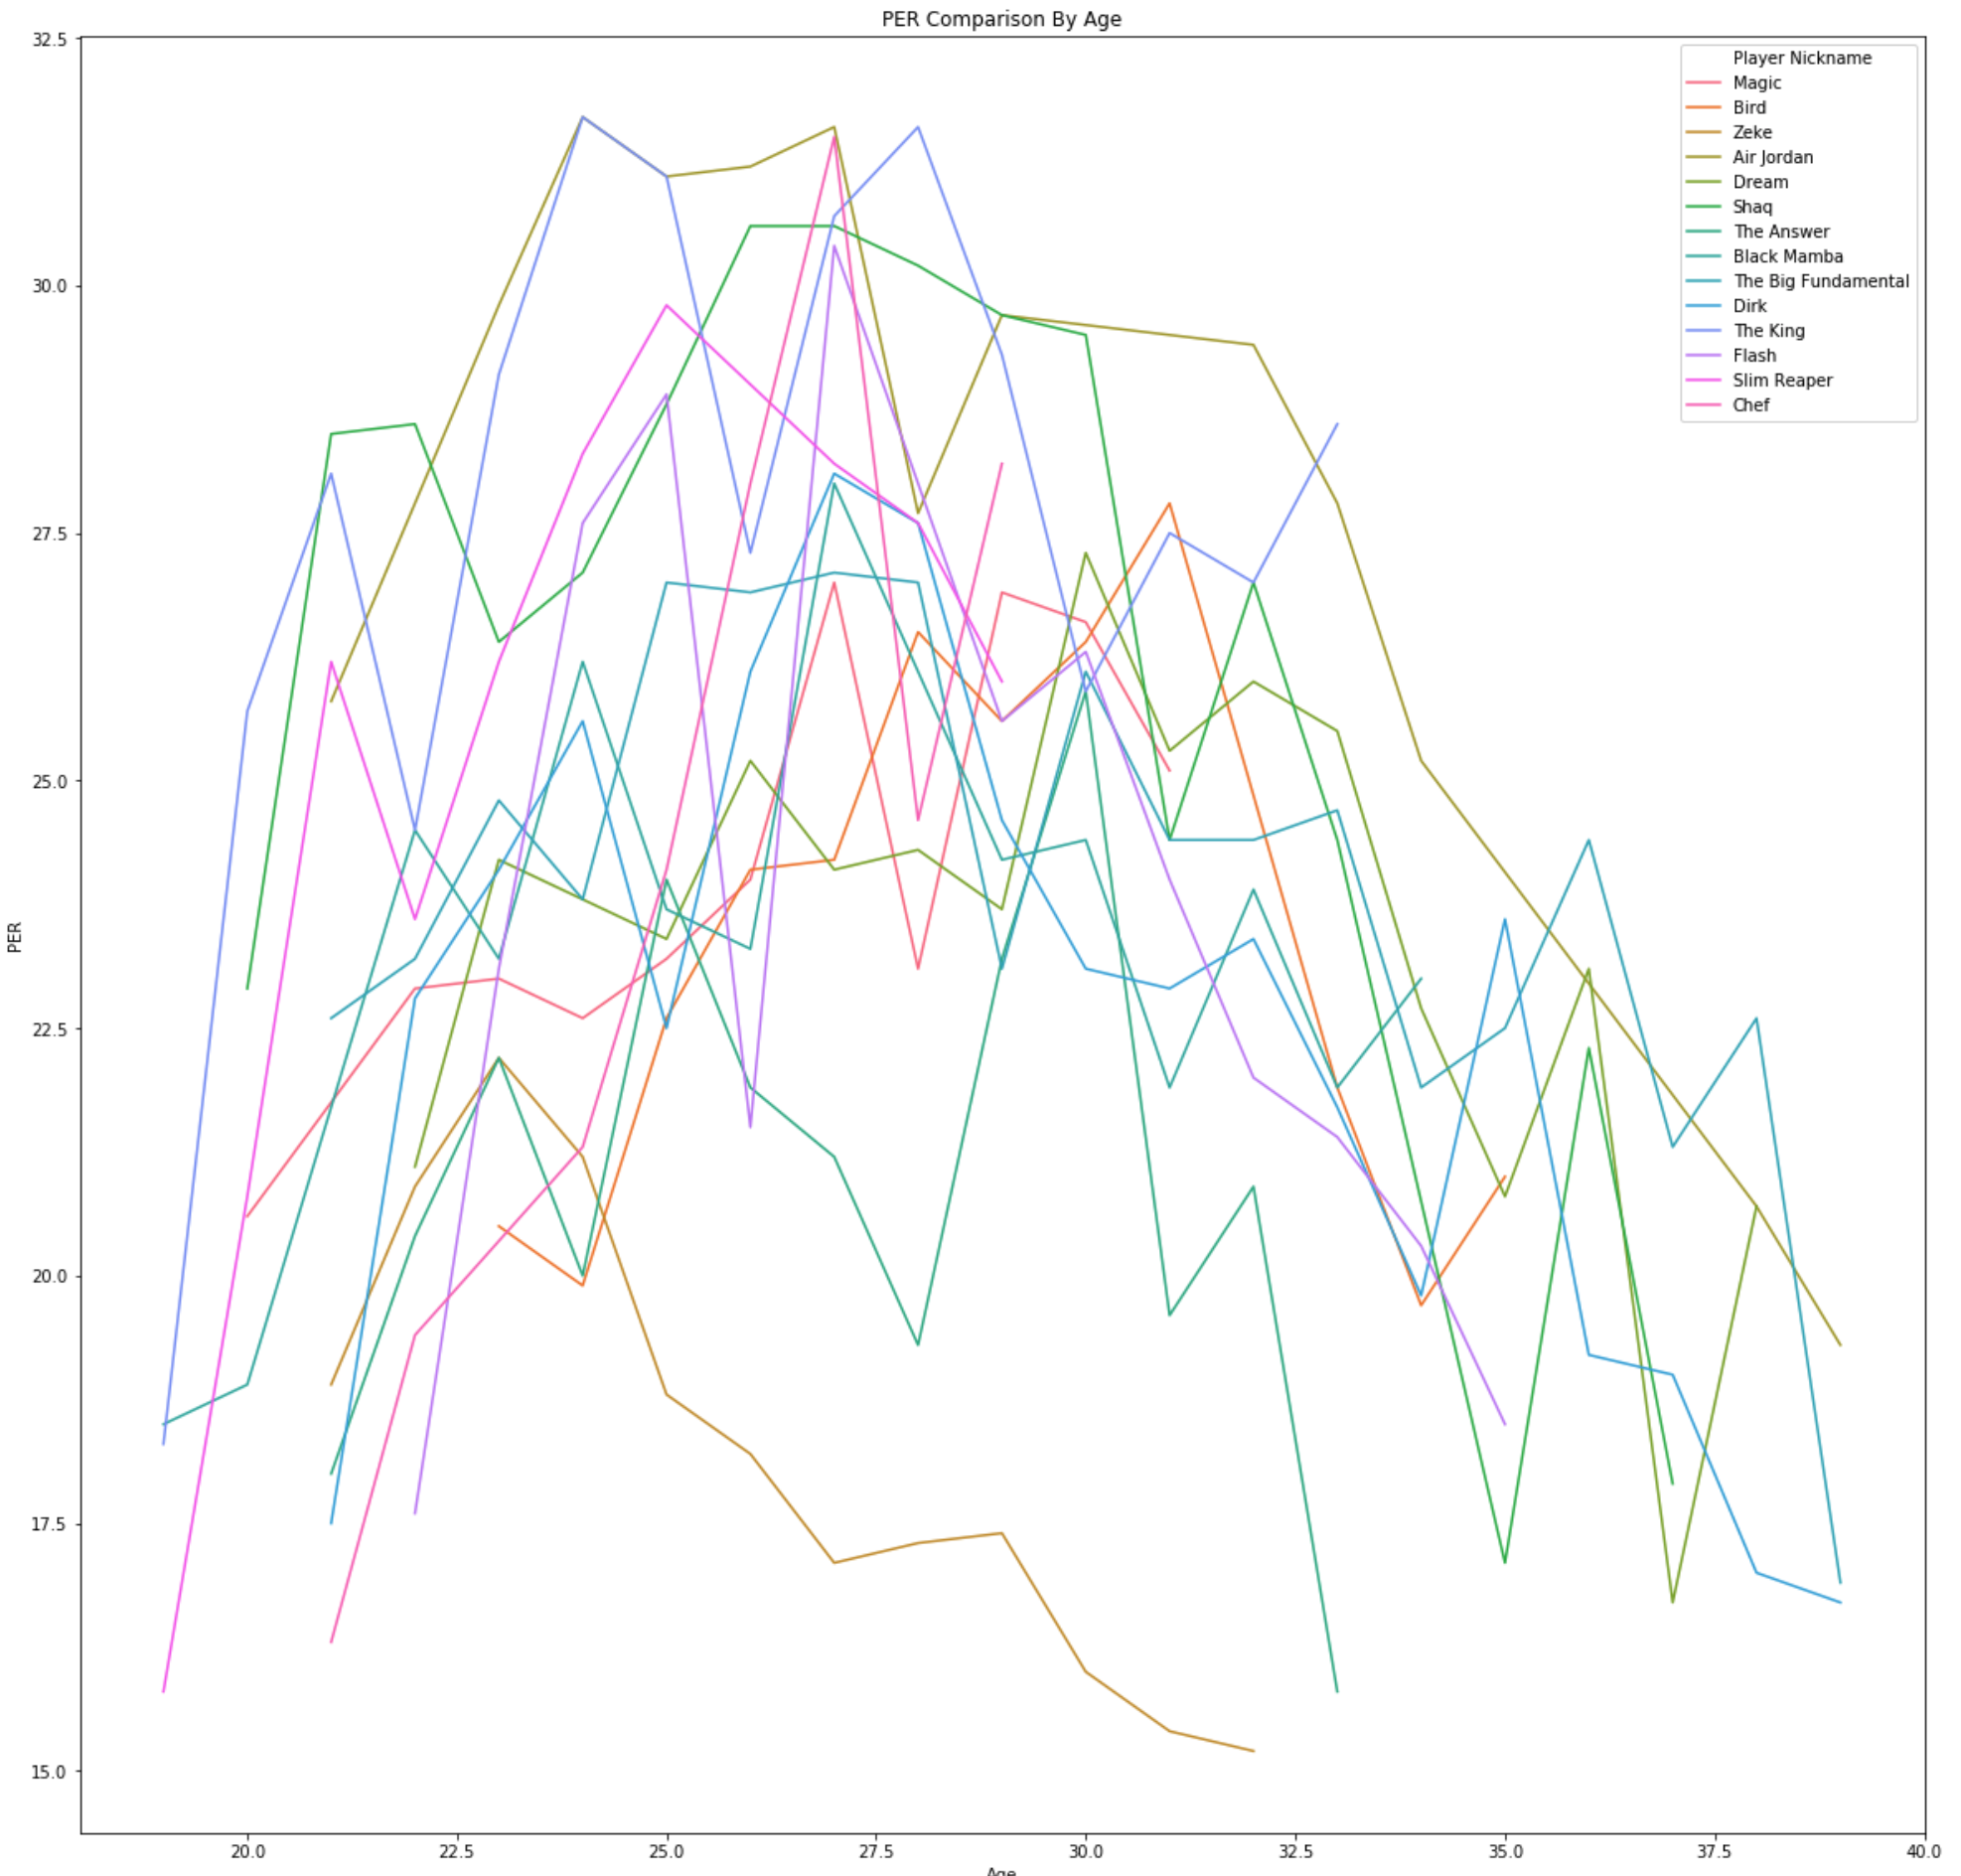 PER Comparison By Age
32.5
30.0
27.5
25.0
22.5
20.0
17.5
15.0
PER
Player Nickname
Magic
Bird
Zeke
Air Jordan
Dream
Shaq
The Answer
Black Mamba
The Big Fundamental
Dirk
The King
Flash
Slim Reaper
Chef
20.0 22.5 25.0 27.5 30.0 32.5 35.0 37.5 40.0
Age